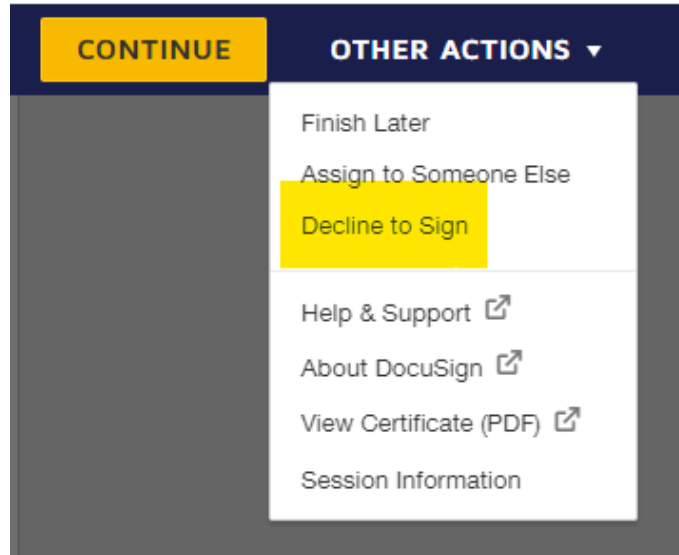 CONTINUE
OTHER ACTIONS
Finish Later
Assign to Someone Else
Decline to Sign
Help & Support
About DocuSign
View Certificate (PDF)
Session Information